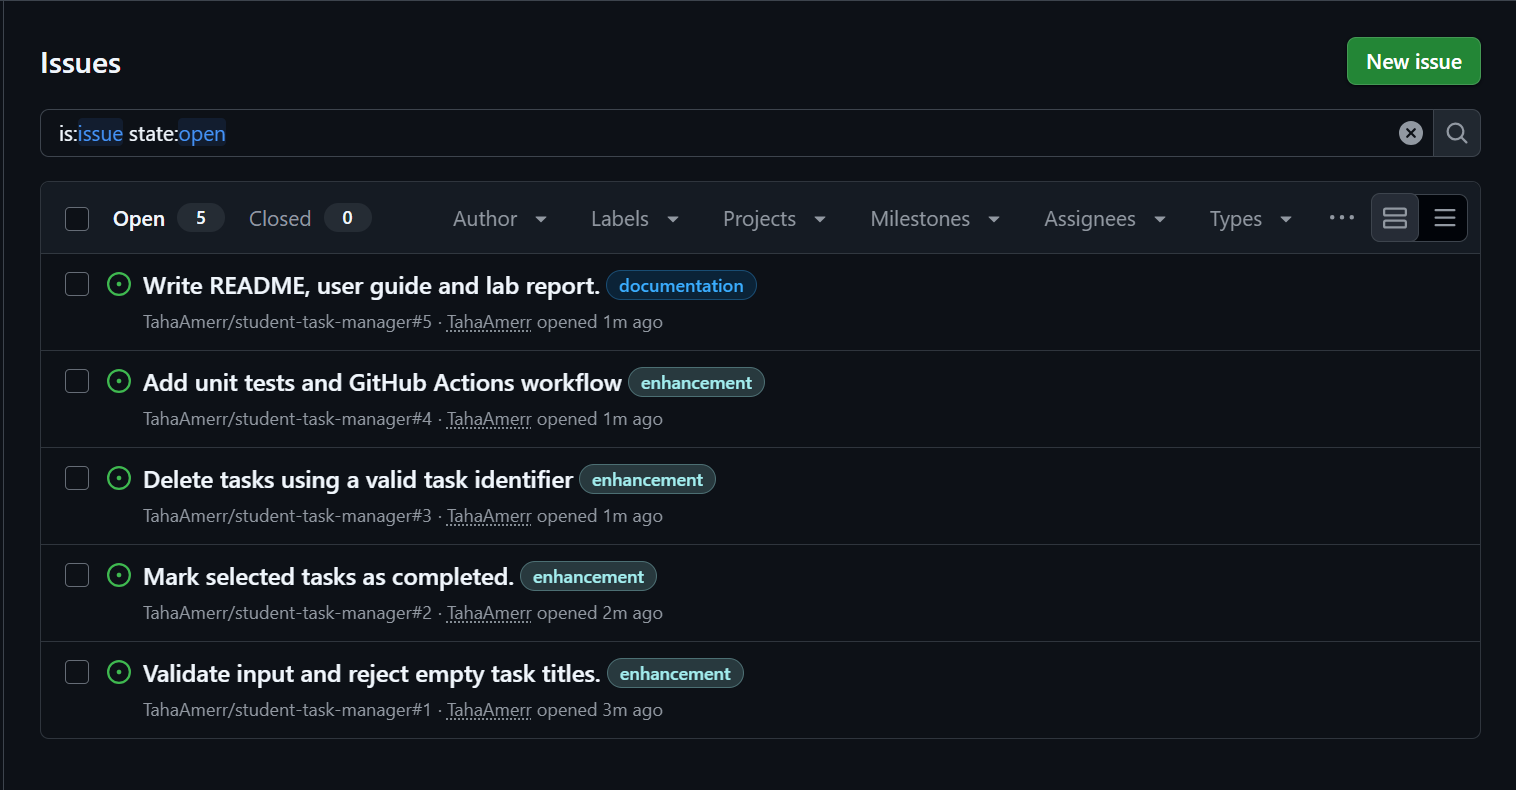 Issues
New issue
is:issue state:open
Open 5 Closed 0 Author Labels Projects Milestones Assignees Types
Write README, user guide and lab report. documentation
TahaAmerr/student-task-manager#5 · TahaAmerr opened 1m ago
Add unit tests and GitHub Actions workflow enhancement
TahaAmerr/student-task-manager#4 · TahaAmerr opened 1m ago
Delete tasks using a valid task identifier enhancement
TahaAmerr/student-task-manager#3 · TahaAmerr opened 1m ago
Mark selected tasks as completed. enhancement
TahaAmerr/student-task-manager#2 · TahaAmerr opened 2m ago
Validate input and reject empty task titles. enhancement
TahaAmerr/student-task-manager#1 · TahaAmerr opened 3m ago